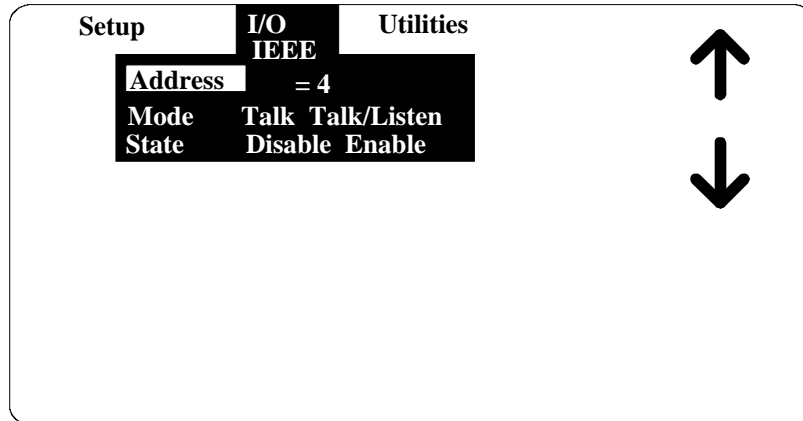 Setup I/O Utilities
IEEE
Address = 4
Mode Talk Talk/Listen
State Disable Enable